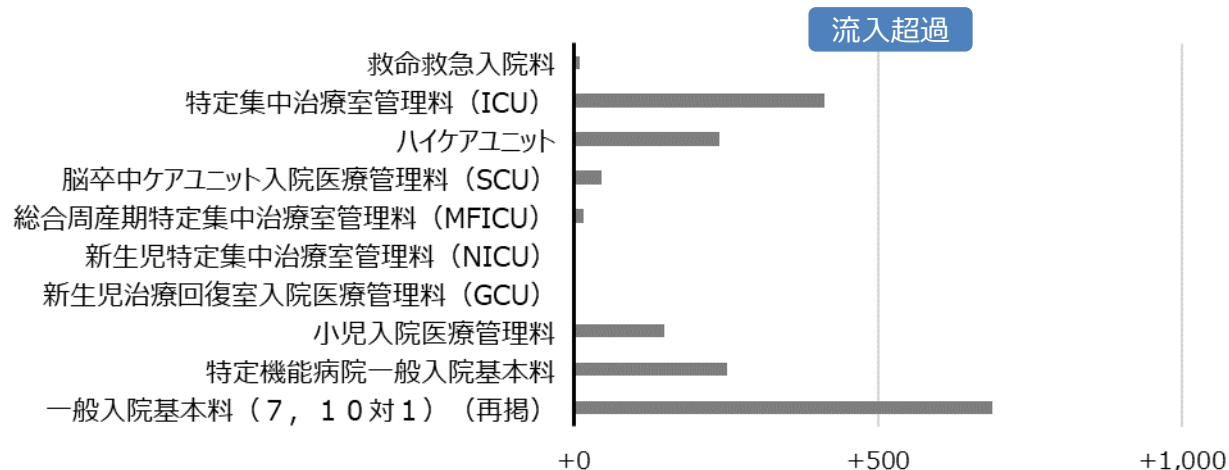 流入超過
救命救急入院料
特定集中治療室管理料（ICU）
ハイケアユニット
脳卒中ケアユニット入院医療管理料（SCU）
総合周産期特定集中治療室管理料（MFICU）
新生児特定集中治療室管理料（NICU）
新生児治療回復室入院医療管理料（GCU）
小児入院医療管理料
特定機能病院一般入院基本料
一般入院基本料（７，１０対１）（再掲）
+0 +500 +1,000